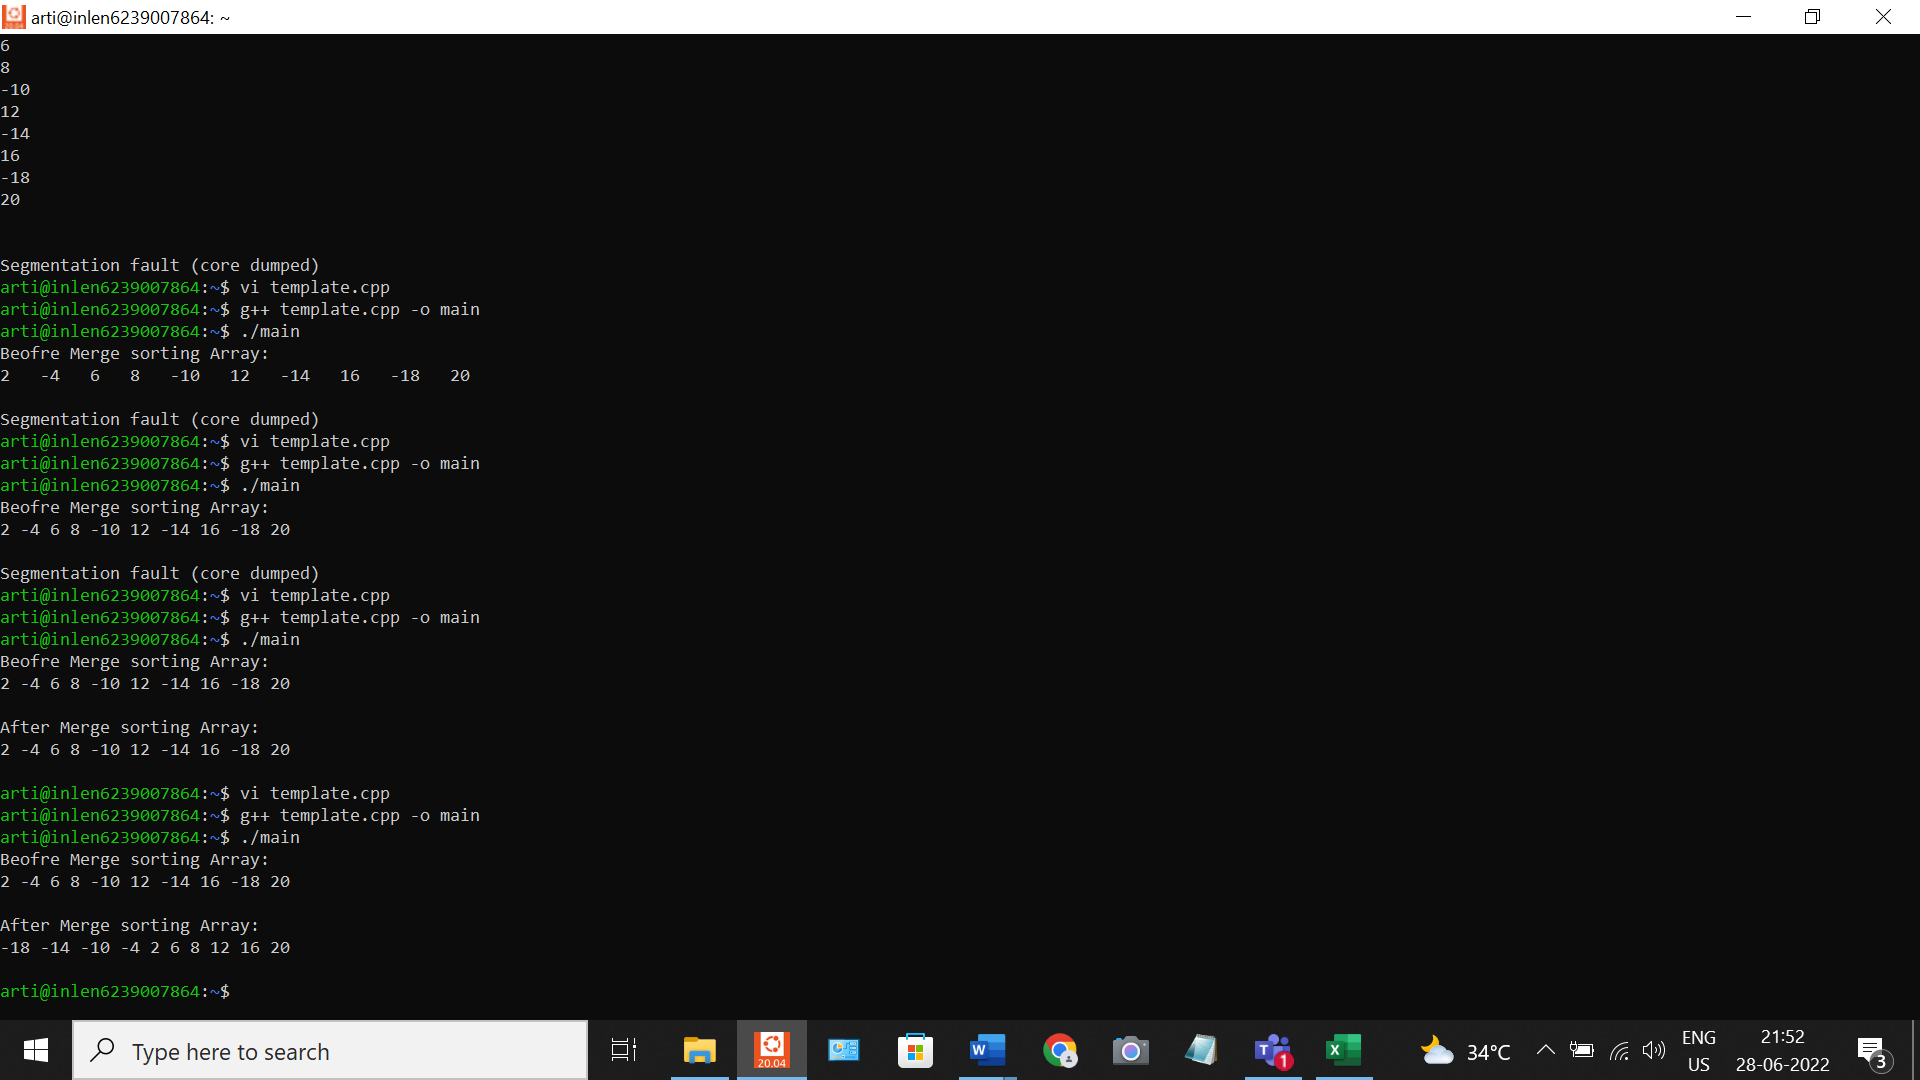 arti@inlen6239007864: ~
6
8
-10
12
-14
16
-18
20
Segmentation fault (core dumped)
arti@inlen6239007864:~$ vi template.cpp
arti@inlen6239007864:~$ g++ template.cpp -o main
arti@inlen6239007864:~$ ./main
Beofre Merge sorting Array:
2   -4   6   8   -10   12   -14   16   -18   20
Segmentation fault (core dumped)
arti@inlen6239007864:~$ vi template.cpp
arti@inlen6239007864:~$ g++ template.cpp -o main
arti@inlen6239007864:~$ ./main
Beofre Merge sorting Array:
2 -4 6 8 -10 12 -14 16 -18 20
Segmentation fault (core dumped)
arti@inlen6239007864:~$ vi template.cpp
arti@inlen6239007864:~$ g++ template.cpp -o main
arti@inlen6239007864:~$ ./main
Beofre Merge sorting Array:
2 -4 6 8 -10 12 -14 16 -18 20
After Merge sorting Array:
2 -4 6 8 -10 12 -14 16 -18 20
arti@inlen6239007864:~$ vi template.cpp
arti@inlen6239007864:~$ g++ template.cpp -o main
arti@inlen6239007864:~$ ./main
Beofre Merge sorting Array:
2 -4 6 8 -10 12 -14 16 -18 20
After Merge sorting Array:
-18 -14 -10 -4 2 6 8 12 16 20
arti@inlen6239007864:~$
Type here to search
20.04
W
T
1
X
34°C
ENG
US
21:52
28-06-2022
3